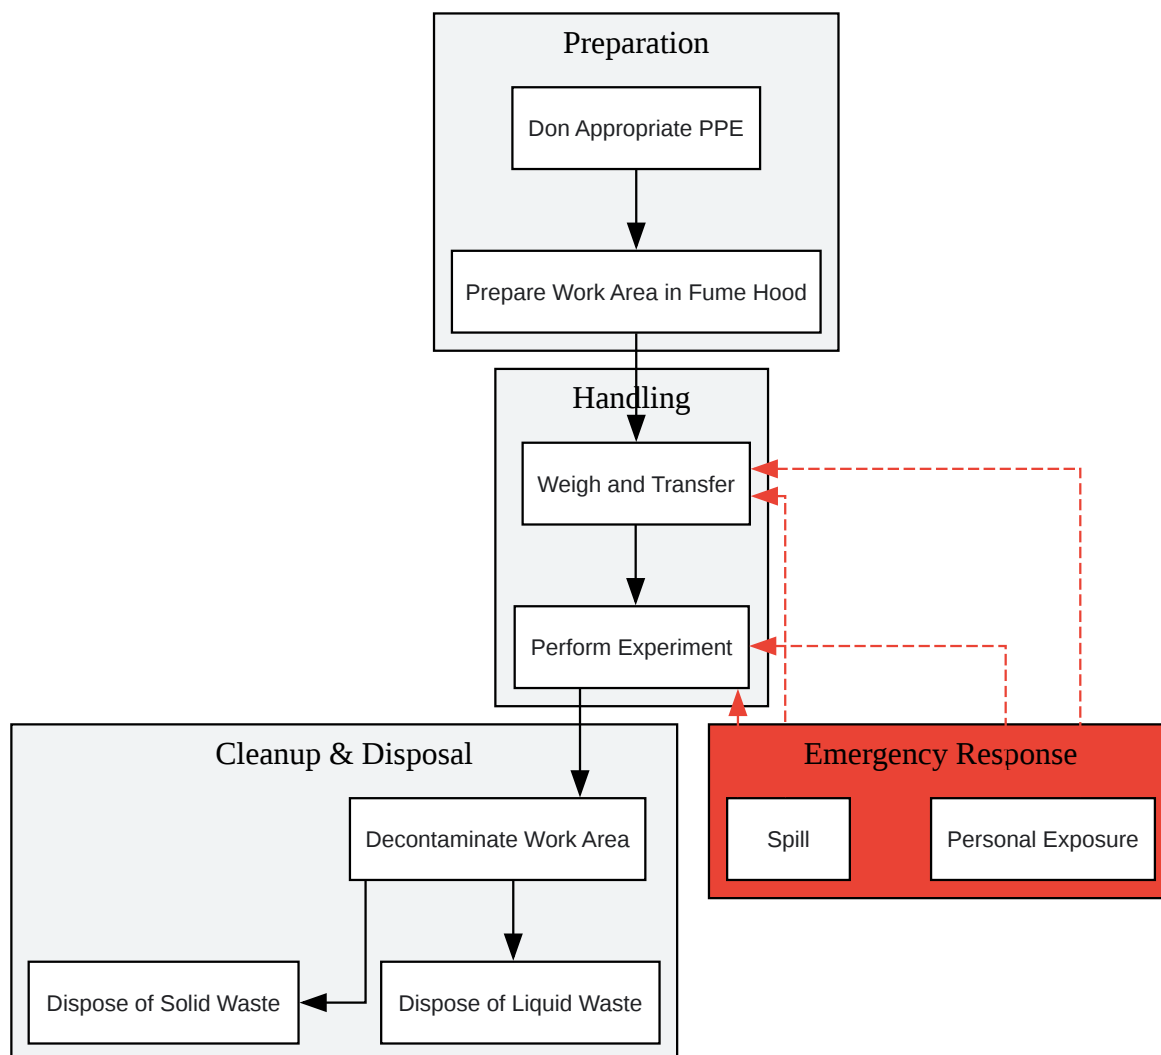 Preparation
Don Appropriate PPE
Prepare Work Area in Fume Hood
Handling
Weigh and Transfer
Perform Experiment
Cleanup & Disposal
Decontaminate Work Area
Dispose of Solid Waste
Dispose of Liquid Waste
Emergency Response
Spill
Personal Exposure